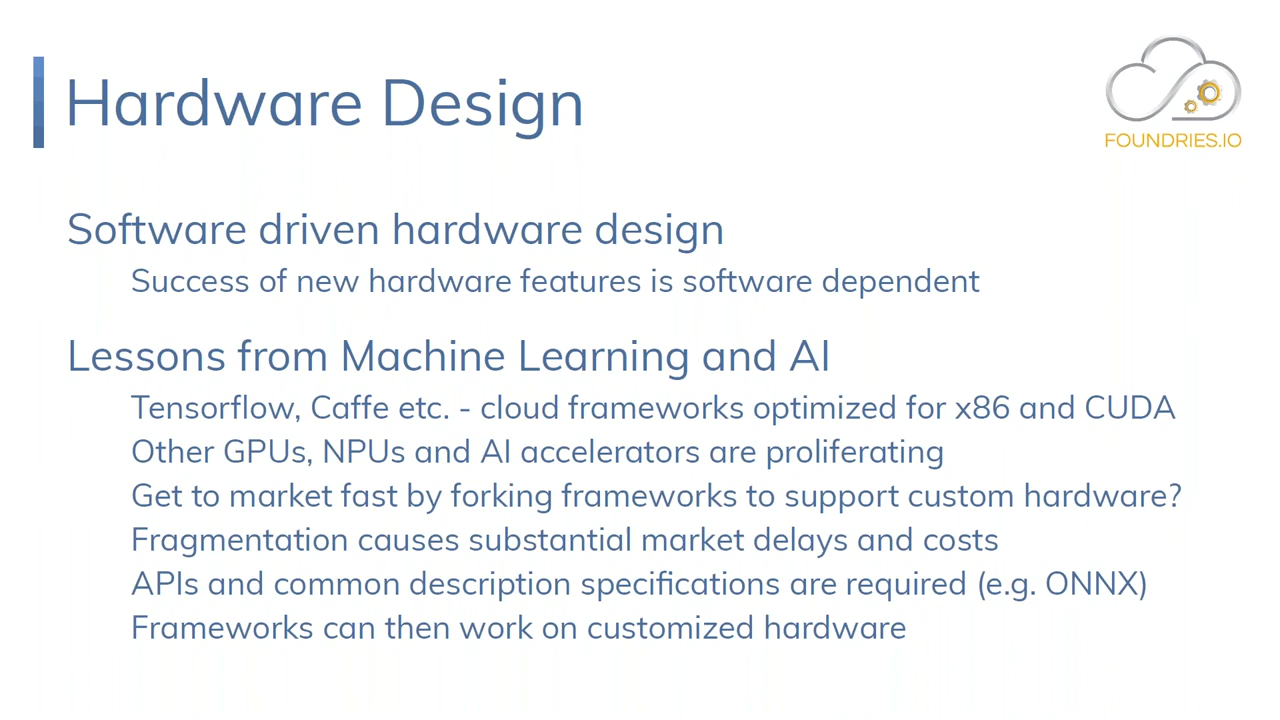 Hardware Design
FOUNDRIES.IO
Software driven hardware design
Success of new hardware features is software dependent
Lessons from Machine Learning and AI
Tensorflow, Caffe etc. - cloud frameworks optimized for x86 and CUDA
Other GPUs, NPUs and AI accelerators are proliferating
Get to market fast by forking frameworks to support custom hardware?
Fragmentation causes substantial market delays and costs
APIs and common description specifications are required (e.g. ONNX)
Frameworks can then work on customized hardware